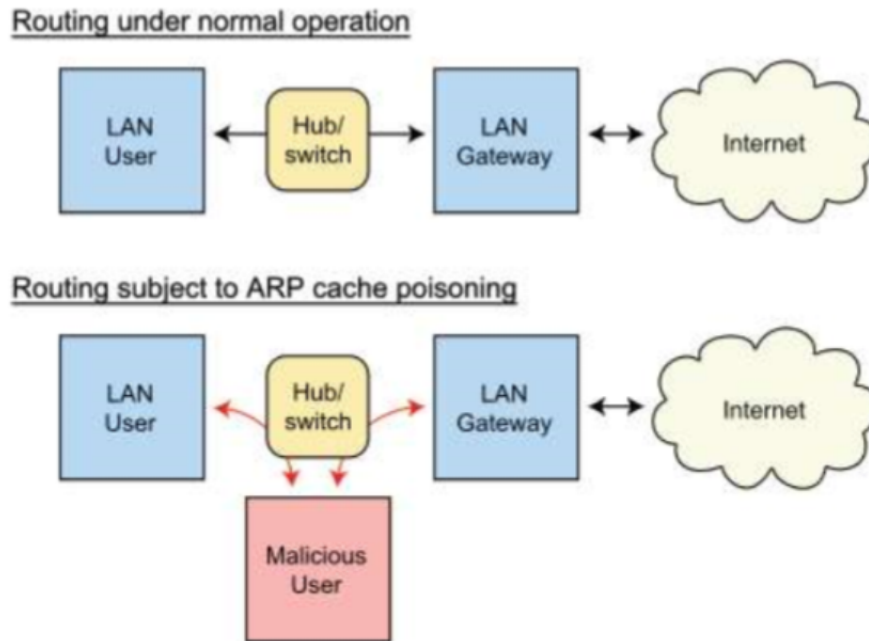 Routing under normal operation
LAN
User
Hub/
switch
LAN
Gateway
Internet
Routing subject to ARP cache poisoning
LAN
User
Hub/
switch
LAN
Gateway
Internet
Malicious
User